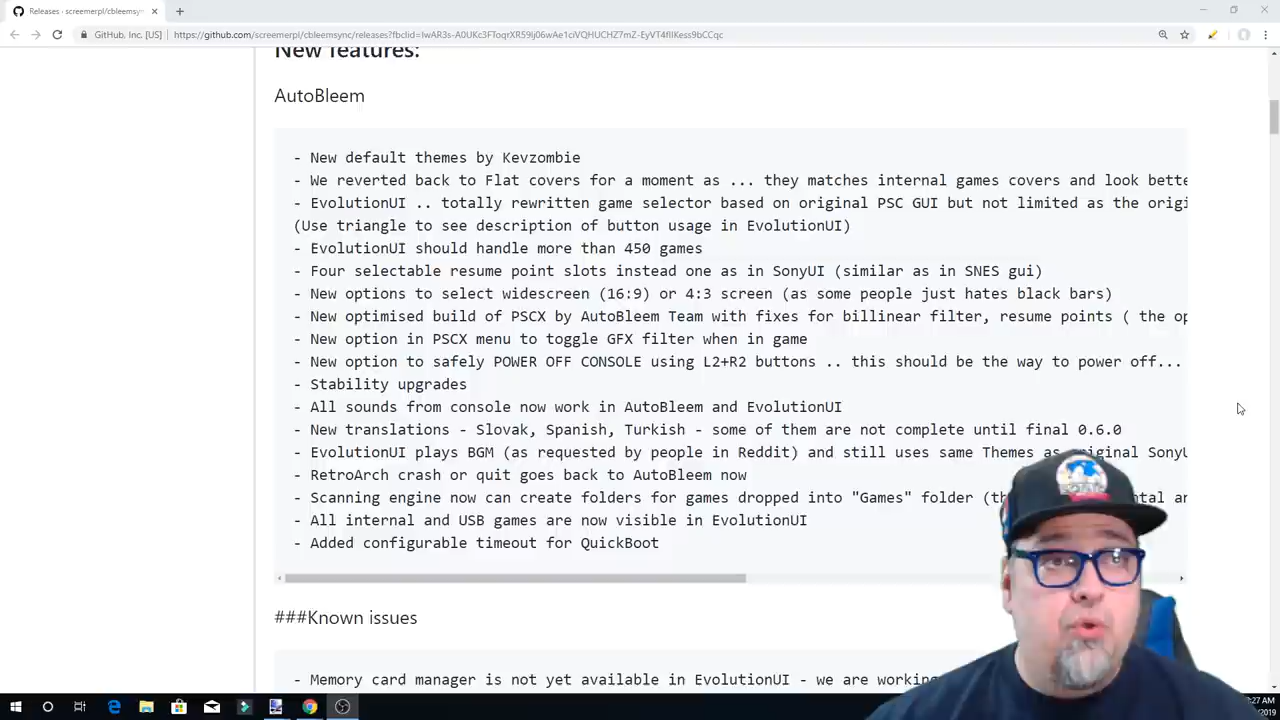 Releases · screemerpl/cbleemsync
GitHub, Inc. [US]
https://github.com/screemerpl/cbleemsync/releases?fbclid=
New features:
AutoBleem
- New default themes by Kevzombie
- We reverted back to Flat covers for a moment as ... they matches internal games covers and look bette
- EvolutionUI .. totally rewritten game selector based on original PSC GUI but not limited as the origi
(Use triangle to see description of button usage in EvolutionUI)
- EvolutionUI should handle more than 450 games
- Four selectable resume point slots instead one as in SonyUI (similar as in SNES gui)
- New options to select widescreen (16:9) or 4:3 screen (as some people just hates black bars)
- New optimised build of PSCX by AutoBleem Team with fixes for billinear filter, resume points ( the op
- New option in PSCX menu to toggle GFX filter when in game
- New option to safely POWER OFF CONSOLE using L2+R2 buttons .. this should be the way to power off...
- Stability upgrades
- All sounds from console now work in AutoBleem and EvolutionUI
- New translations - Slovak, Spanish, Turkish - some of them are not complete until final 0.6.0
- EvolutionUI plays BGM (as requested by people in Reddit) and still uses same Themes as original SonyU
- RetroArch crash or quit goes back to AutoBleem now
- Scanning engine now can create folders for games dropped into "Games" folder
- All internal and USB games are now visible in EvolutionUI
- Added configurable timeout for QuickBoot
###Known issues
- Memory card manager is not yet available in EvolutionUI - we are working